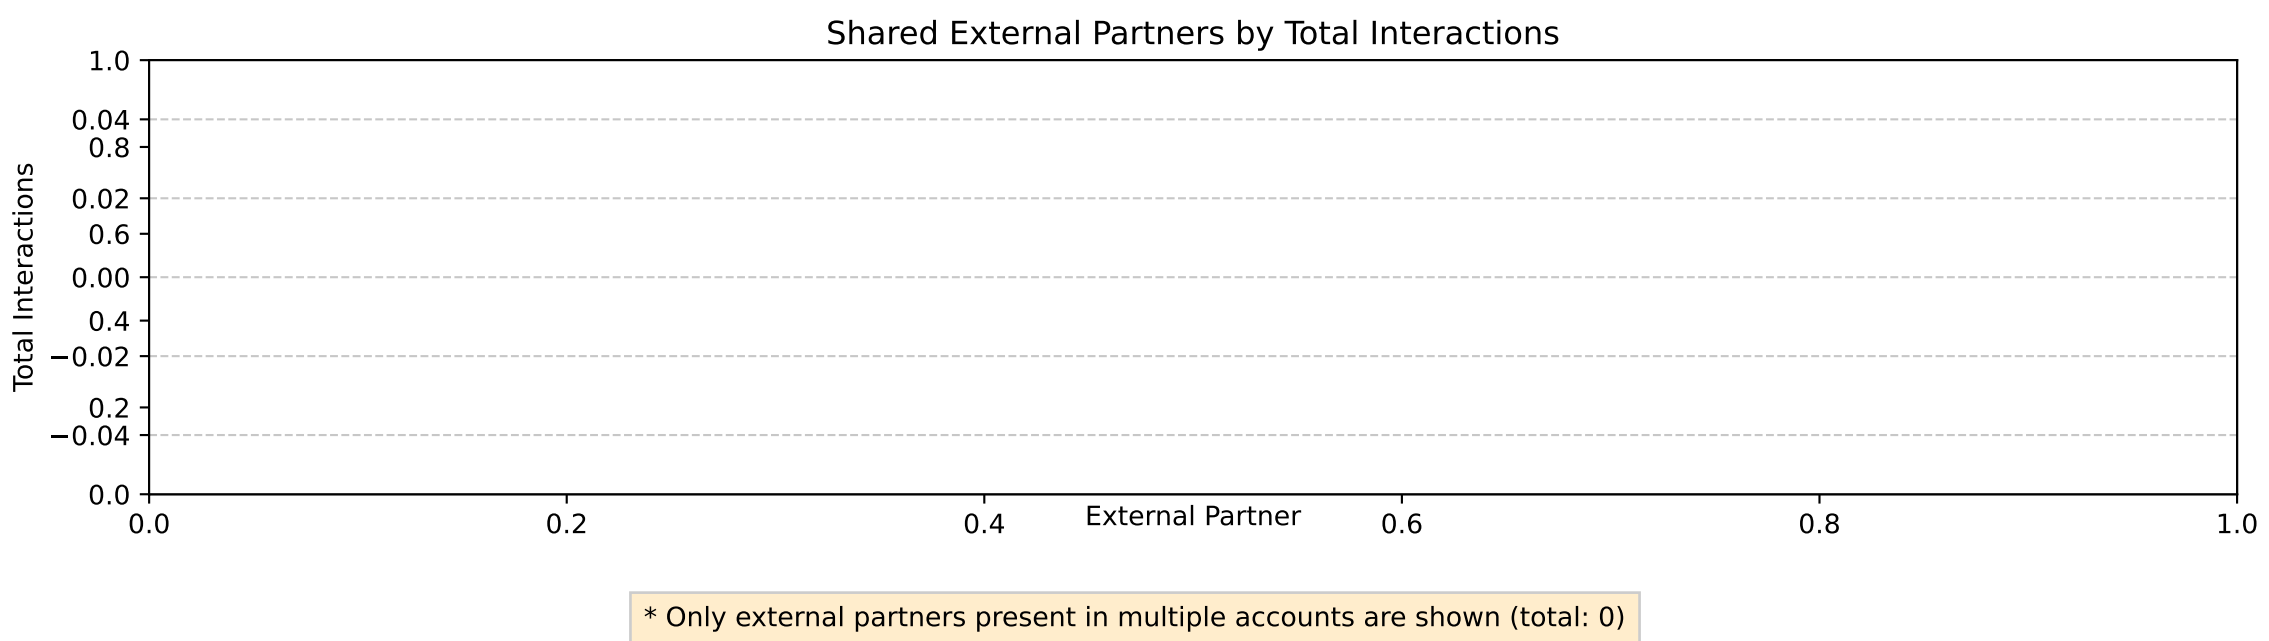 Shared External Partners by Total Interactions
1.0
0.04
0.8
0.02
0.6
0.00
0.4
−0.02
0.2
−0.04
0.0
Total Interactions
0.0 0.2 0.4 0.6 0.8 1.0
External Partner
* Only external partners present in multiple accounts are shown (total: 0)